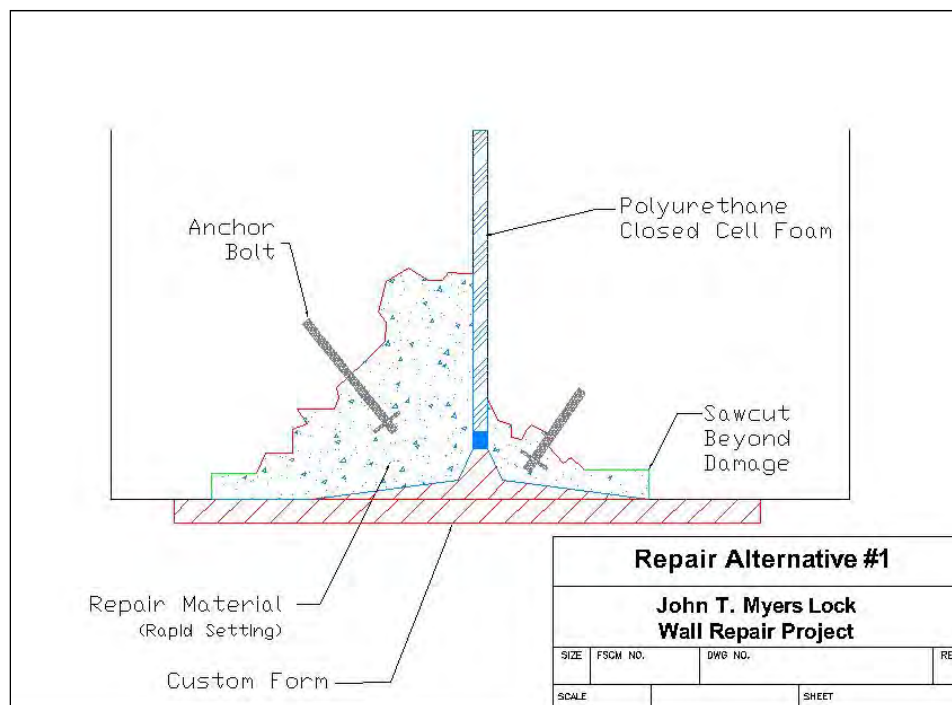 Anchor
Bolt
Polyurethane
Closed Cell Foam
Sawcut
Beyond
Damage
Repair Material
(Rapid Setting)
Custom Form
Repair Alternative #1
John T. Myers Lock
Wall Repair Project
SIZE FSCM NO. DWG NO. RE
SCALE SHEET